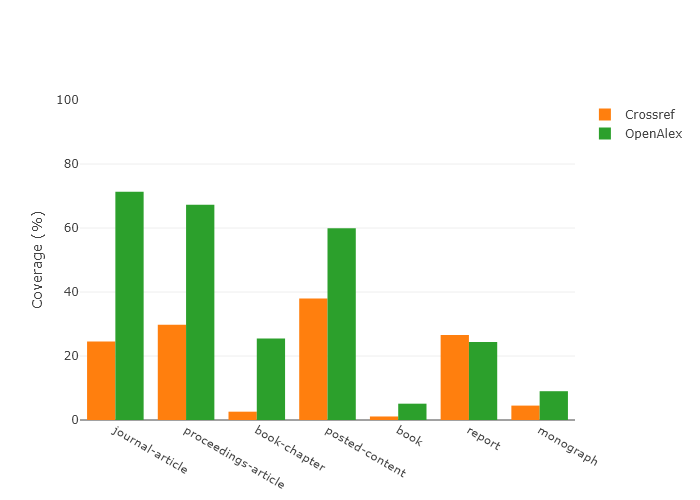 100
80
60
40
20
0
Coverage (%)
journal-article
proceedings-article
book-chapter
posted-content
book
report
monograph
Crossref
OpenAlex